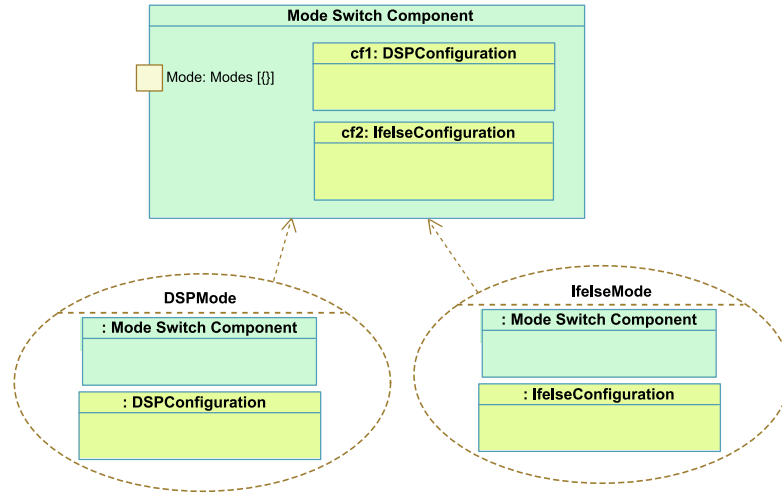 Mode Switch Component
cf1: DSPConfiguration
Mode: Modes [{}]
cf2: IfelseConfiguration
DSPMode
: Mode Switch Component
: DSPConfiguration
IfelseMode
: Mode Switch Component
: IfelseConfiguration